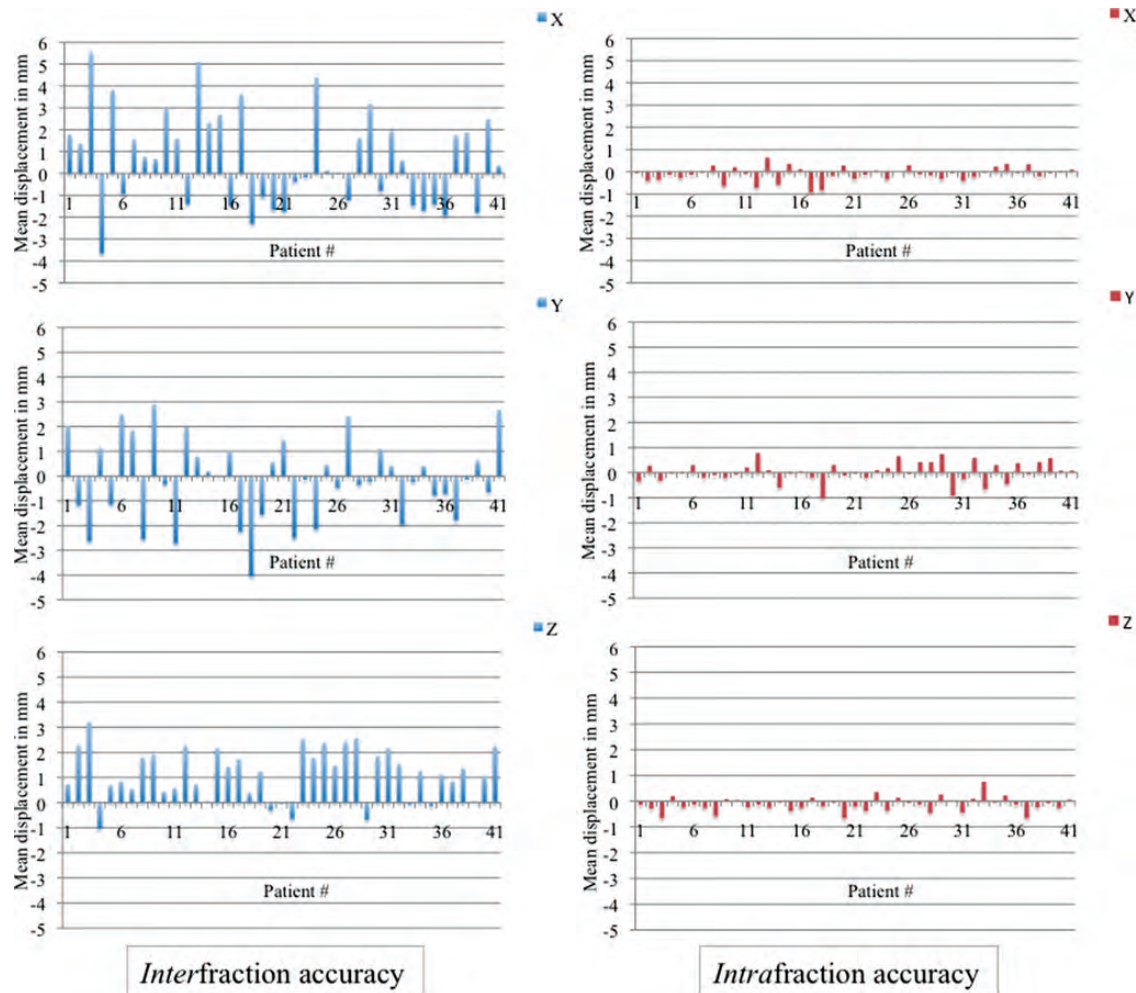 X
Mean displacement in mm
6
5
4
3
2
1
0
-1
-2
-3
-4
-5
1 6 11 16 21 26 31 36 41
Patient #
X
Mean displacement in mm
6
5
4
3
2
1
0
-1
-2
-3
-4
-5
1 6 11 16 21 26 31 36 41
Patient #
Y
Mean displacement in mm
6
5
4
3
2
1
0
-1
-2
-3
-4
-5
1 6 11 16 21 26 31 36 41
Patient #
Y
Mean displacement in mm
6
5
4
3
2
1
0
-1
-2
-3
-4
-5
1 6 11 16 21 26 31 36 41
Patient #
Z
Mean displacement in mm
6
5
4
3
2
1
0
-1
-2
-3
-4
-5
1 6 11 16 21 26 31 36 41
Patient #
Z
Mean displacement in mm
6
5
4
3
2
1
0
-1
-2
-3
-4
-5
1 6 11 16 21 26 31 36 41
Patient #
Interfraction accuracy
Intrafraction accuracy